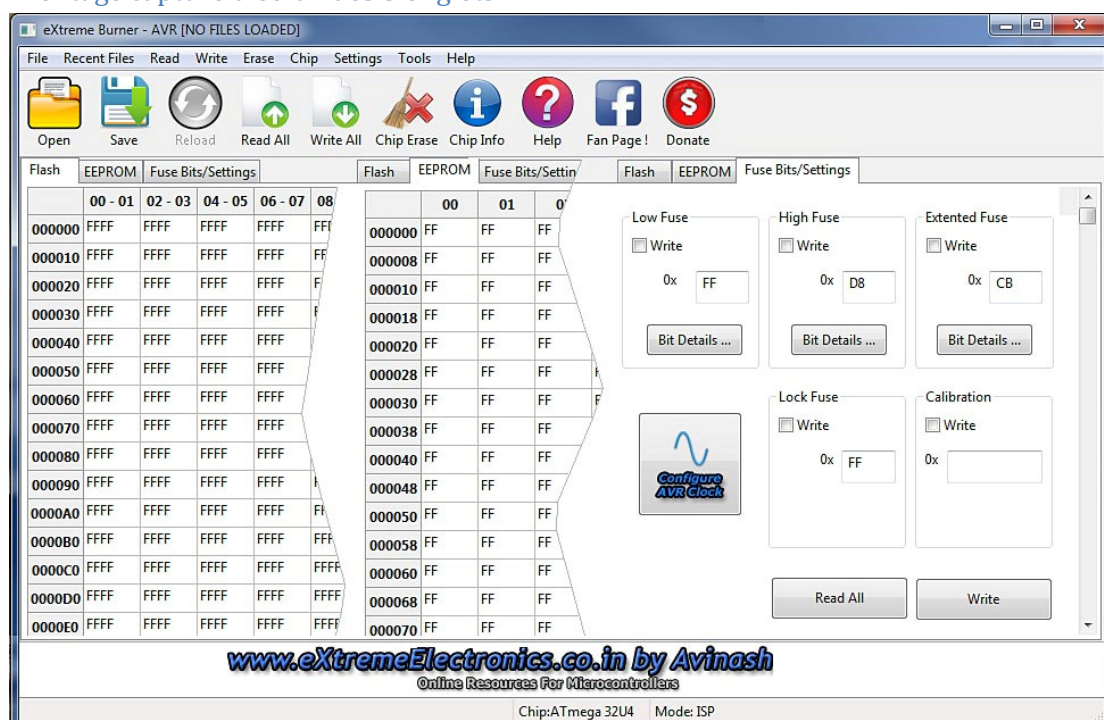 eXtreme Burner - AVR [NO FILES LOADED]
File Recent Files Read Write Erase Chip Settings Tools Help
Open Save Reload Read All Write All Chip Erase Chip Info Help Fan Page ! Donate
Flash EEPROM Fuse Bits/Settings
00 - 01 02 - 03 04 - 05 06 - 07 08
000000 FFFF FFFF FFFF FFFF
000010 FFFF FFFF FFFF FFFF
000020 FFFF FFFF FFFF FFFF
000030 FFFF FFFF FFFF FFFF
000040 FFFF FFFF FFFF FFFF
000050 FFFF FFFF FFFF FFFF
000060 FFFF FFFF FFFF FFFF
000070 FFFF FFFF FFFF FFFF
000080 FFFF FFFF FFFF FFFF
000090 FFFF FFFF FFFF FFFF
0000A0 FFFF FFFF FFFF FFFF
0000B0 FFFF FFFF FFFF FFFF
0000C0 FFFF FFFF FFFF FFFF FFFF
0000D0 FFFF FFFF FFFF FFFF FFFF
0000E0 FFFF FFFF FFFF FFFF FFFF
Flash EEPROM Fuse Bits/Settin
00 01
000000 FF FF FF
000008 FF FF FF
000010 FF FF FF
000018 FF FF FF
000020 FF FF FF
000028 FF FF FF
000030 FF FF FF
000038 FF FF FF
000040 FF FF FF
000048 FF FF FF
000050 FF FF FF
000058 FF FF FF
000060 FF FF FF
000068 FF FF FF
000070 FF FF FF
Flash EEPROM Fuse Bits/Settings
Low Fuse
Write
0x FF
Bit Details ...
High Fuse
Write
0x D8
Bit Details ...
Extented Fuse
Write
0x CB
Bit Details ...
Configure
AVR Clock
Lock Fuse
Write
0x FF
Calibration
Write
0x
Read All
Write
www.eXtremeElectronics.co.in by Avinash
Online Resources For Microcontrollers
Chip:ATmega 32U4 Mode: ISP